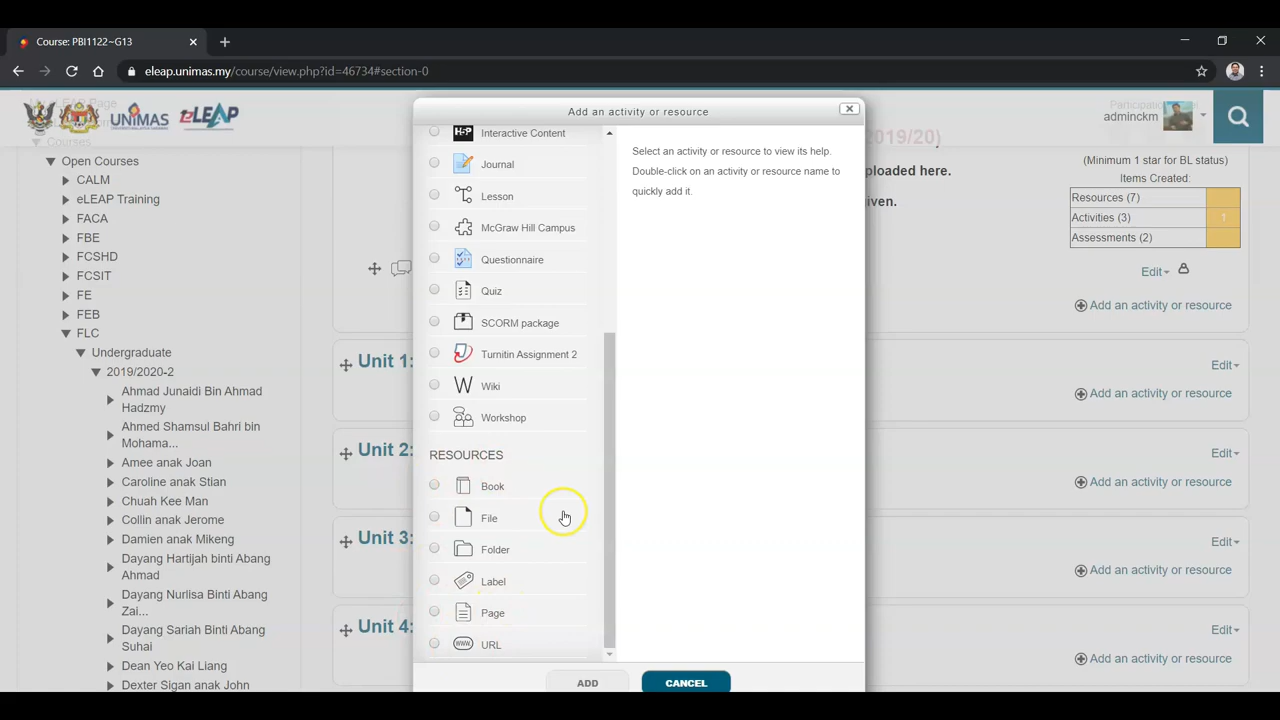 Course: PBI1122~G13
eleap.unimas.my/course/view.php?id=46734#section-0
UNIMAS eLEAP
eLEAP Page
Courses
Open Courses
CALM
eLEAP Training
FACA
FBE
FCSHD
FCSIT
FE
FEB
FLC
Undergraduate
2019/2020-2
Ahmad Junaidi Bin Ahmad
Hadzmy
Ahmed Shamsul Bahri bin
Mohama...
Amee anak Joan
Caroline anak Stian
Chuah Kee Man
Collin anak Jerome
Damien anak Mikeng
Dayang Hartijah binti Abang
Ahmad
Dayang Nurlisa Binti Abang
Zai...
Dayang Sariah Binti Abang
Suhai
Dean Yeo Kai Liang
Dexter Sigan anak John
Add an activity or resource
H5P Interactive Content
Journal
Lesson
McGraw Hill Campus
Questionnaire
Quiz
SCORM package
Turnitin Assignment 2
Wiki
Workshop
RESOURCES
Book
File
Folder
Label
Page
www. URL
Select an activity or resource to view its help.
Double-click on an activity or resource name to
quickly add it.
ADD
CANCEL
Unit 1:
Unit 2:
Unit 3:
Unit 4:
adminckm
2019/20)
ploaded here.
ven.
(Minimum 1 star for BL status)
Items Created:
Resources (7)
Activities (3) 1
Assessments (2)
Edit
Add an activity or resource
Edit
Add an activity or resource
Edit
Add an activity or resource
Edit
Add an activity or resource
Edit
Add an activity or resource